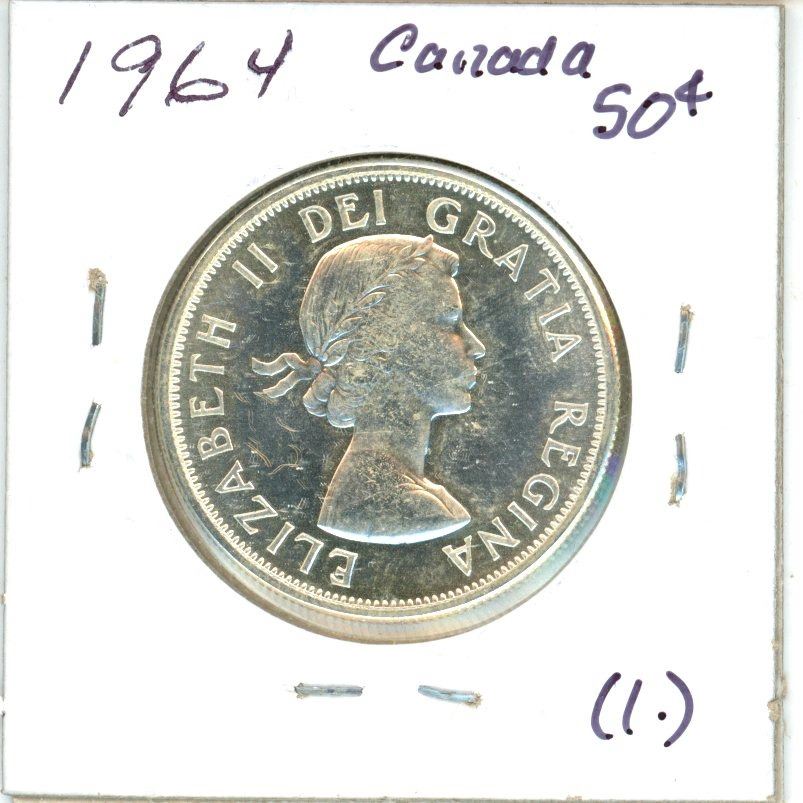 1964 Canada
50¢
ELIZABETH II DEI GRATIA REGINA
(1.)